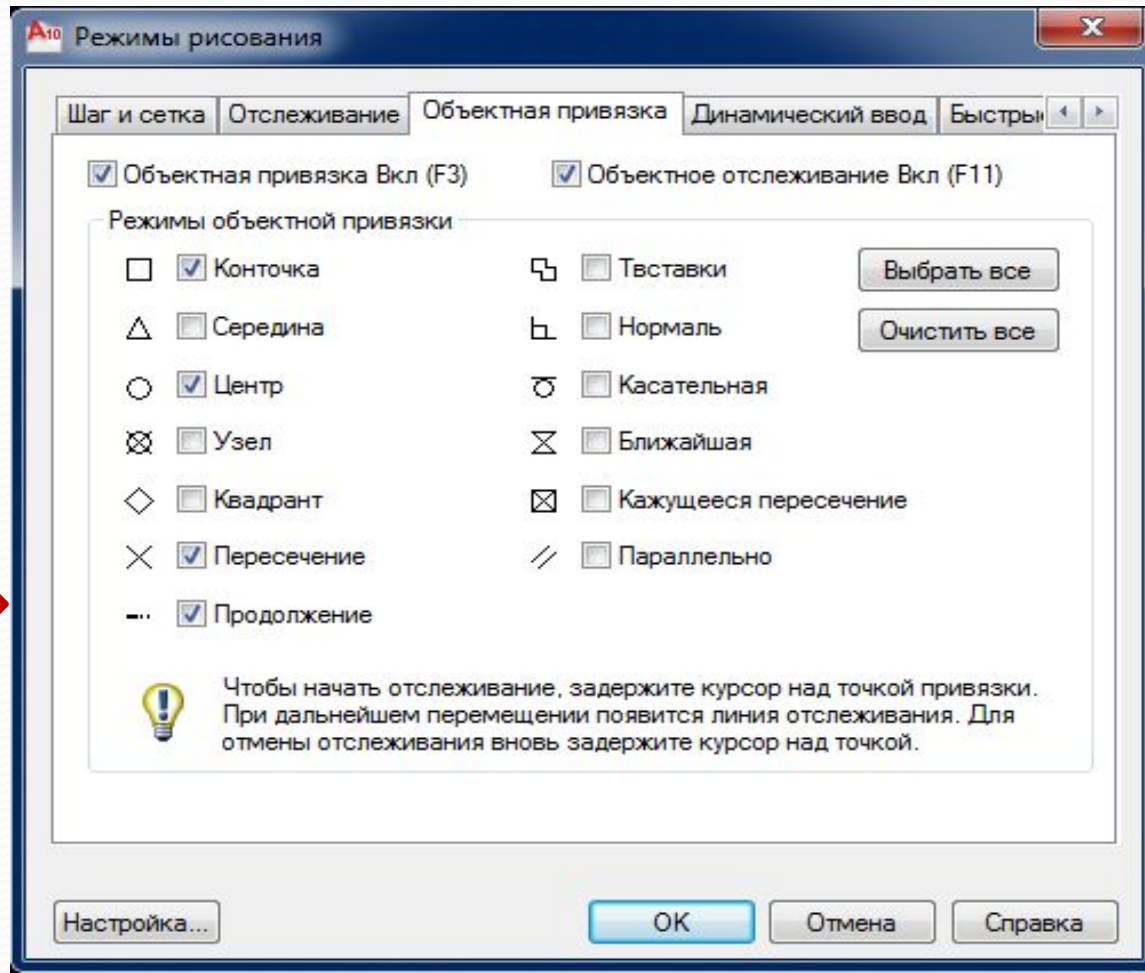 A10 Режимы рисования
Шаг и сетка Отслеживание Объектная привязка Динамический ввод Быстры
Объектная привязка Вкл (F3) Объектное отслеживание Вкл (F11)
Режимы объектной привязки
Конточка Твставки Выбрать все
Середина Нормаль Очистить все
Центр Касательная
Узел Ближайшая
Квадрант Кажущееся пересечение
Пересечение Параллельно
Продолжение
Чтобы начать отслеживание, задержите курсор над точкой привязки.
При дальнейшем перемещении появится линия отслеживания. Для
отмены отслеживания вновь задержите курсор над точкой.
Настройка... ОК Отмена Справка